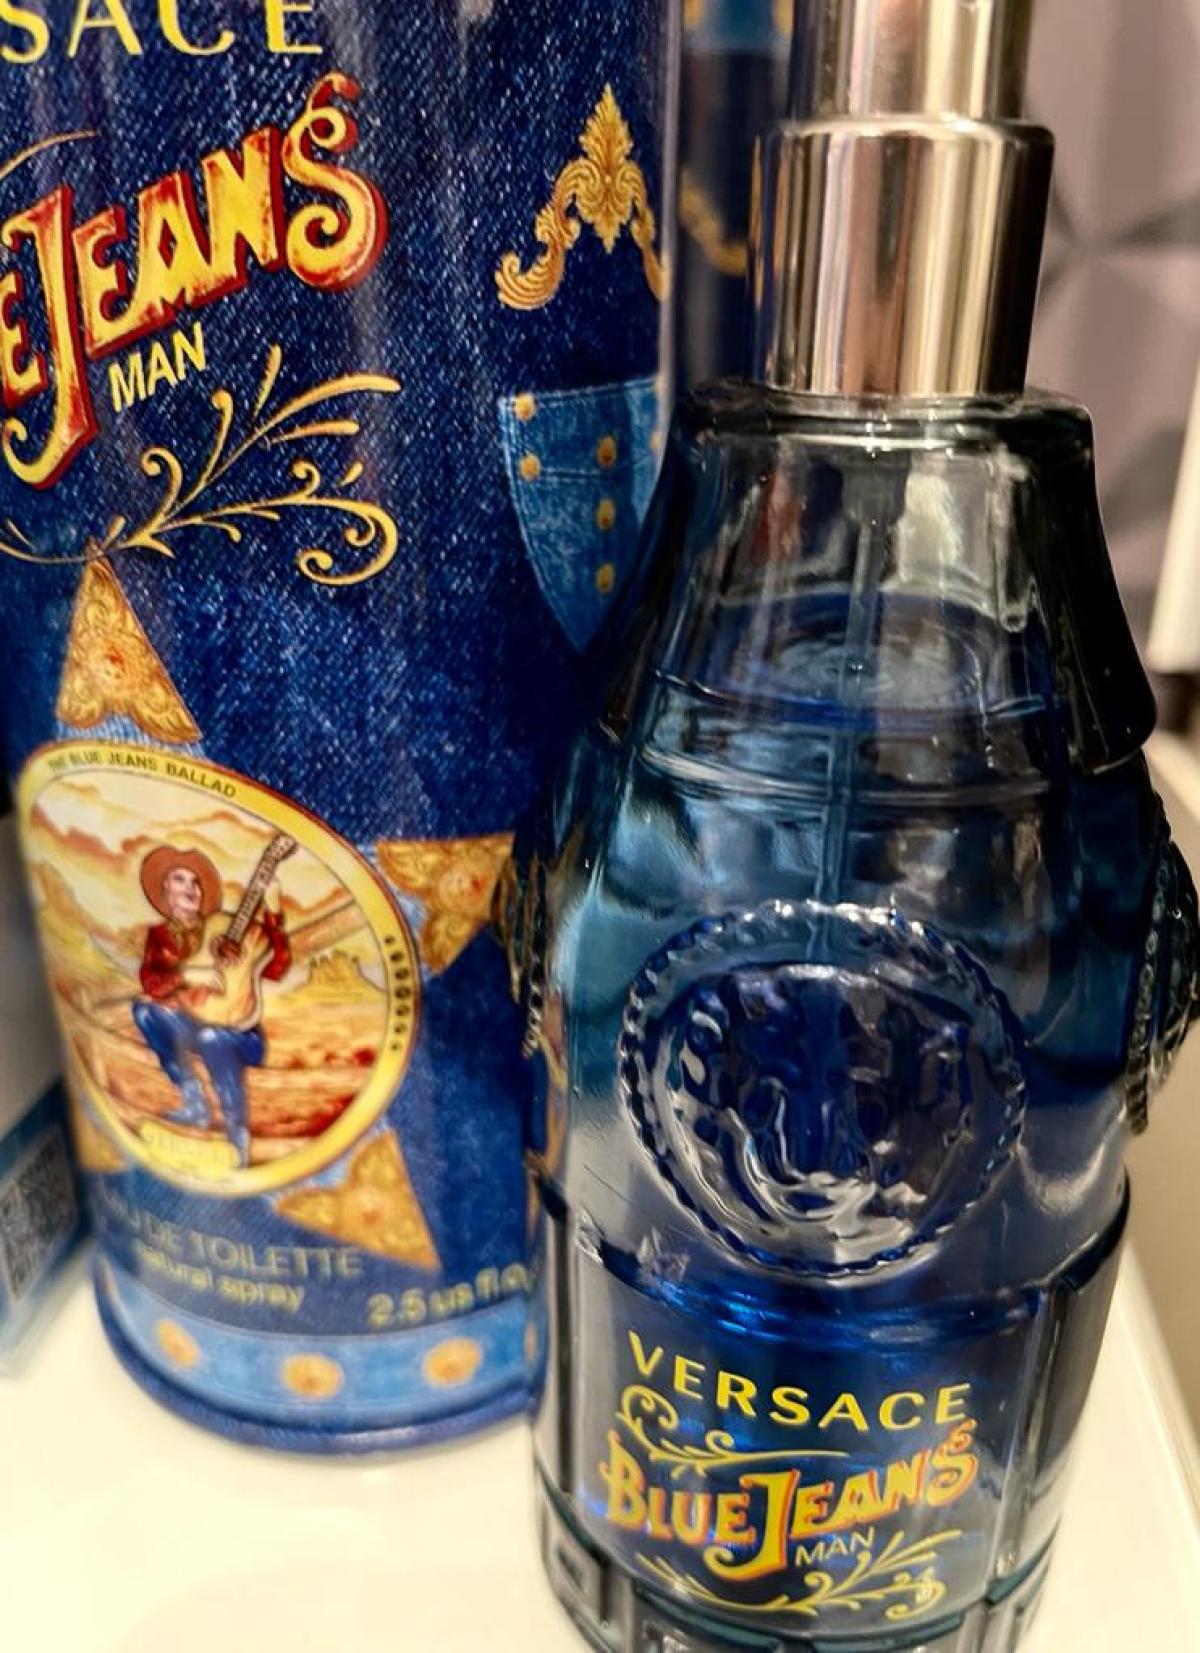 SACE
E JEANS
MAN
THE BLUE JEANS BALLAD
EAU DE TOILETTE
natural spray
2.5 us fl.o
VERSACE
BLUE JEANS
MAN